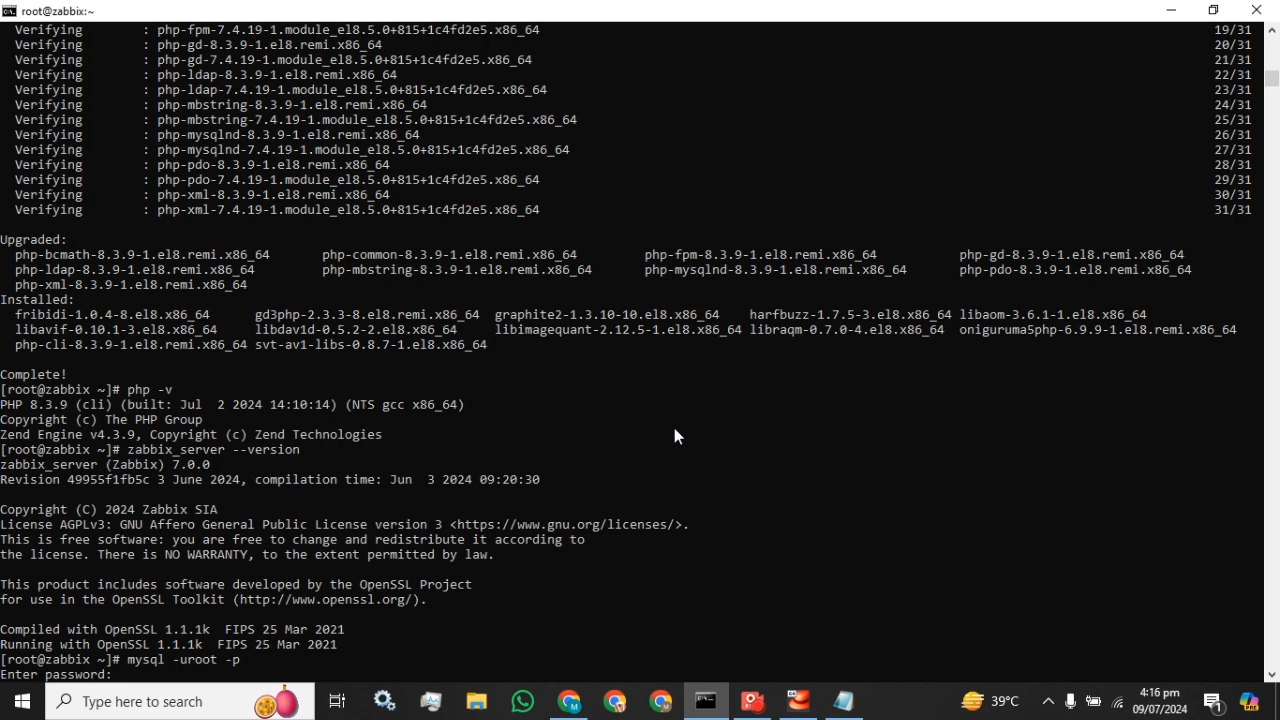 root@zabbix:~
Verifying : php-fpm-7.4.19-1.module_el8.5.0+815+1c4fd2e5.x86_64 19/31
Verifying : php-gd-8.3.9-1.el8.remi.x86_64 20/31
Verifying : php-gd-7.4.19-1.module_el8.5.0+815+1c4fd2e5.x86_64 21/31
Verifying : php-ldap-8.3.9-1.el8.remi.x86_64 22/31
Verifying : php-ldap-7.4.19-1.module_el8.5.0+815+1c4fd2e5.x86_64 23/31
Verifying : php-mbstring-8.3.9-1.el8.remi.x86_64 24/31
Verifying : php-mbstring-7.4.19-1.module_el8.5.0+815+1c4fd2e5.x86_64 25/31
Verifying : php-mysqlnd-8.3.9-1.el8.remi.x86_64 26/31
Verifying : php-mysqlnd-7.4.19-1.module_el8.5.0+815+1c4fd2e5.x86_64 27/31
Verifying : php-pdo-8.3.9-1.el8.remi.x86_64 28/31
Verifying : php-pdo-7.4.19-1.module_el8.5.0+815+1c4fd2e5.x86_64 29/31
Verifying : php-xml-8.3.9-1.el8.remi.x86_64 30/31
Verifying : php-xml-7.4.19-1.module_el8.5.0+815+1c4fd2e5.x86_64 31/31
Upgraded:
php-bcmath-8.3.9-1.el8.remi.x86_64 php-common-8.3.9-1.el8.remi.x86_64 php-fpm-8.3.9-1.el8.remi.x86_64 php-gd-8.3.9-1.el8.remi.x86_64
php-ldap-8.3.9-1.el8.remi.x86_64 php-mbstring-8.3.9-1.el8.remi.x86_64 php-mysqlnd-8.3.9-1.el8.remi.x86_64 php-pdo-8.3.9-1.el8.remi.x86_64
php-xml-8.3.9-1.el8.remi.x86_64
Installed:
fribidi-1.0.4-8.el8.x86_64 gd3php-2.3.3-8.el8.remi.x86_64 graphite2-1.3.10-10.el8.x86_64 harfbuzz-1.7.5-3.el8.x86_64 libaom-3.6.1-1.el8.x86_64
libavif-0.10.1-3.el8.x86_64 libdav1d-0.5.2-2.el8.x86_64 libimagequant-2.12.5-1.el8.x86_64 libraqm-0.7.0-4.el8.x86_64 oniguruma5php-6.9.9-1.el8.remi.x86_64
php-cli-8.3.9-1.el8.remi.x86_64 svt-av1-libs-0.8.7-1.el8.x86_64
Complete!
[root@zabbix ~]# php -v
PHP 8.3.9 (cli) (built: Jul  2 2024 14:10:14) (NTS gcc x86_64)
Copyright (c) The PHP Group
Zend Engine v4.3.9, Copyright (c) Zend Technologies
[root@zabbix ~]# zabbix_server --version
zabbix_server (Zabbix) 7.0.0
Revision 49955f1fb5c 3 June 2024, compilation time: Jun  3 2024 09:20:30
Copyright (C) 2024 Zabbix SIA
License AGPLv3: GNU Affero General Public License version 3 <https://www.gnu.org/licenses/>.
This is free software: you are free to change and redistribute it according to
the license. There is NO WARRANTY, to the extent permitted by law.
This product includes software developed by the OpenSSL Project
for use in the OpenSSL Toolkit (http://www.openssl.org/).
Compiled with OpenSSL 1.1.1k  FIPS 25 Mar 2021
Running with OpenSSL 1.1.1k  FIPS 25 Mar 2021
[root@zabbix ~]# mysql -uroot -p
Enter password:
Type here to search
39°C
4:16 pm
09/07/2024
1
PRE